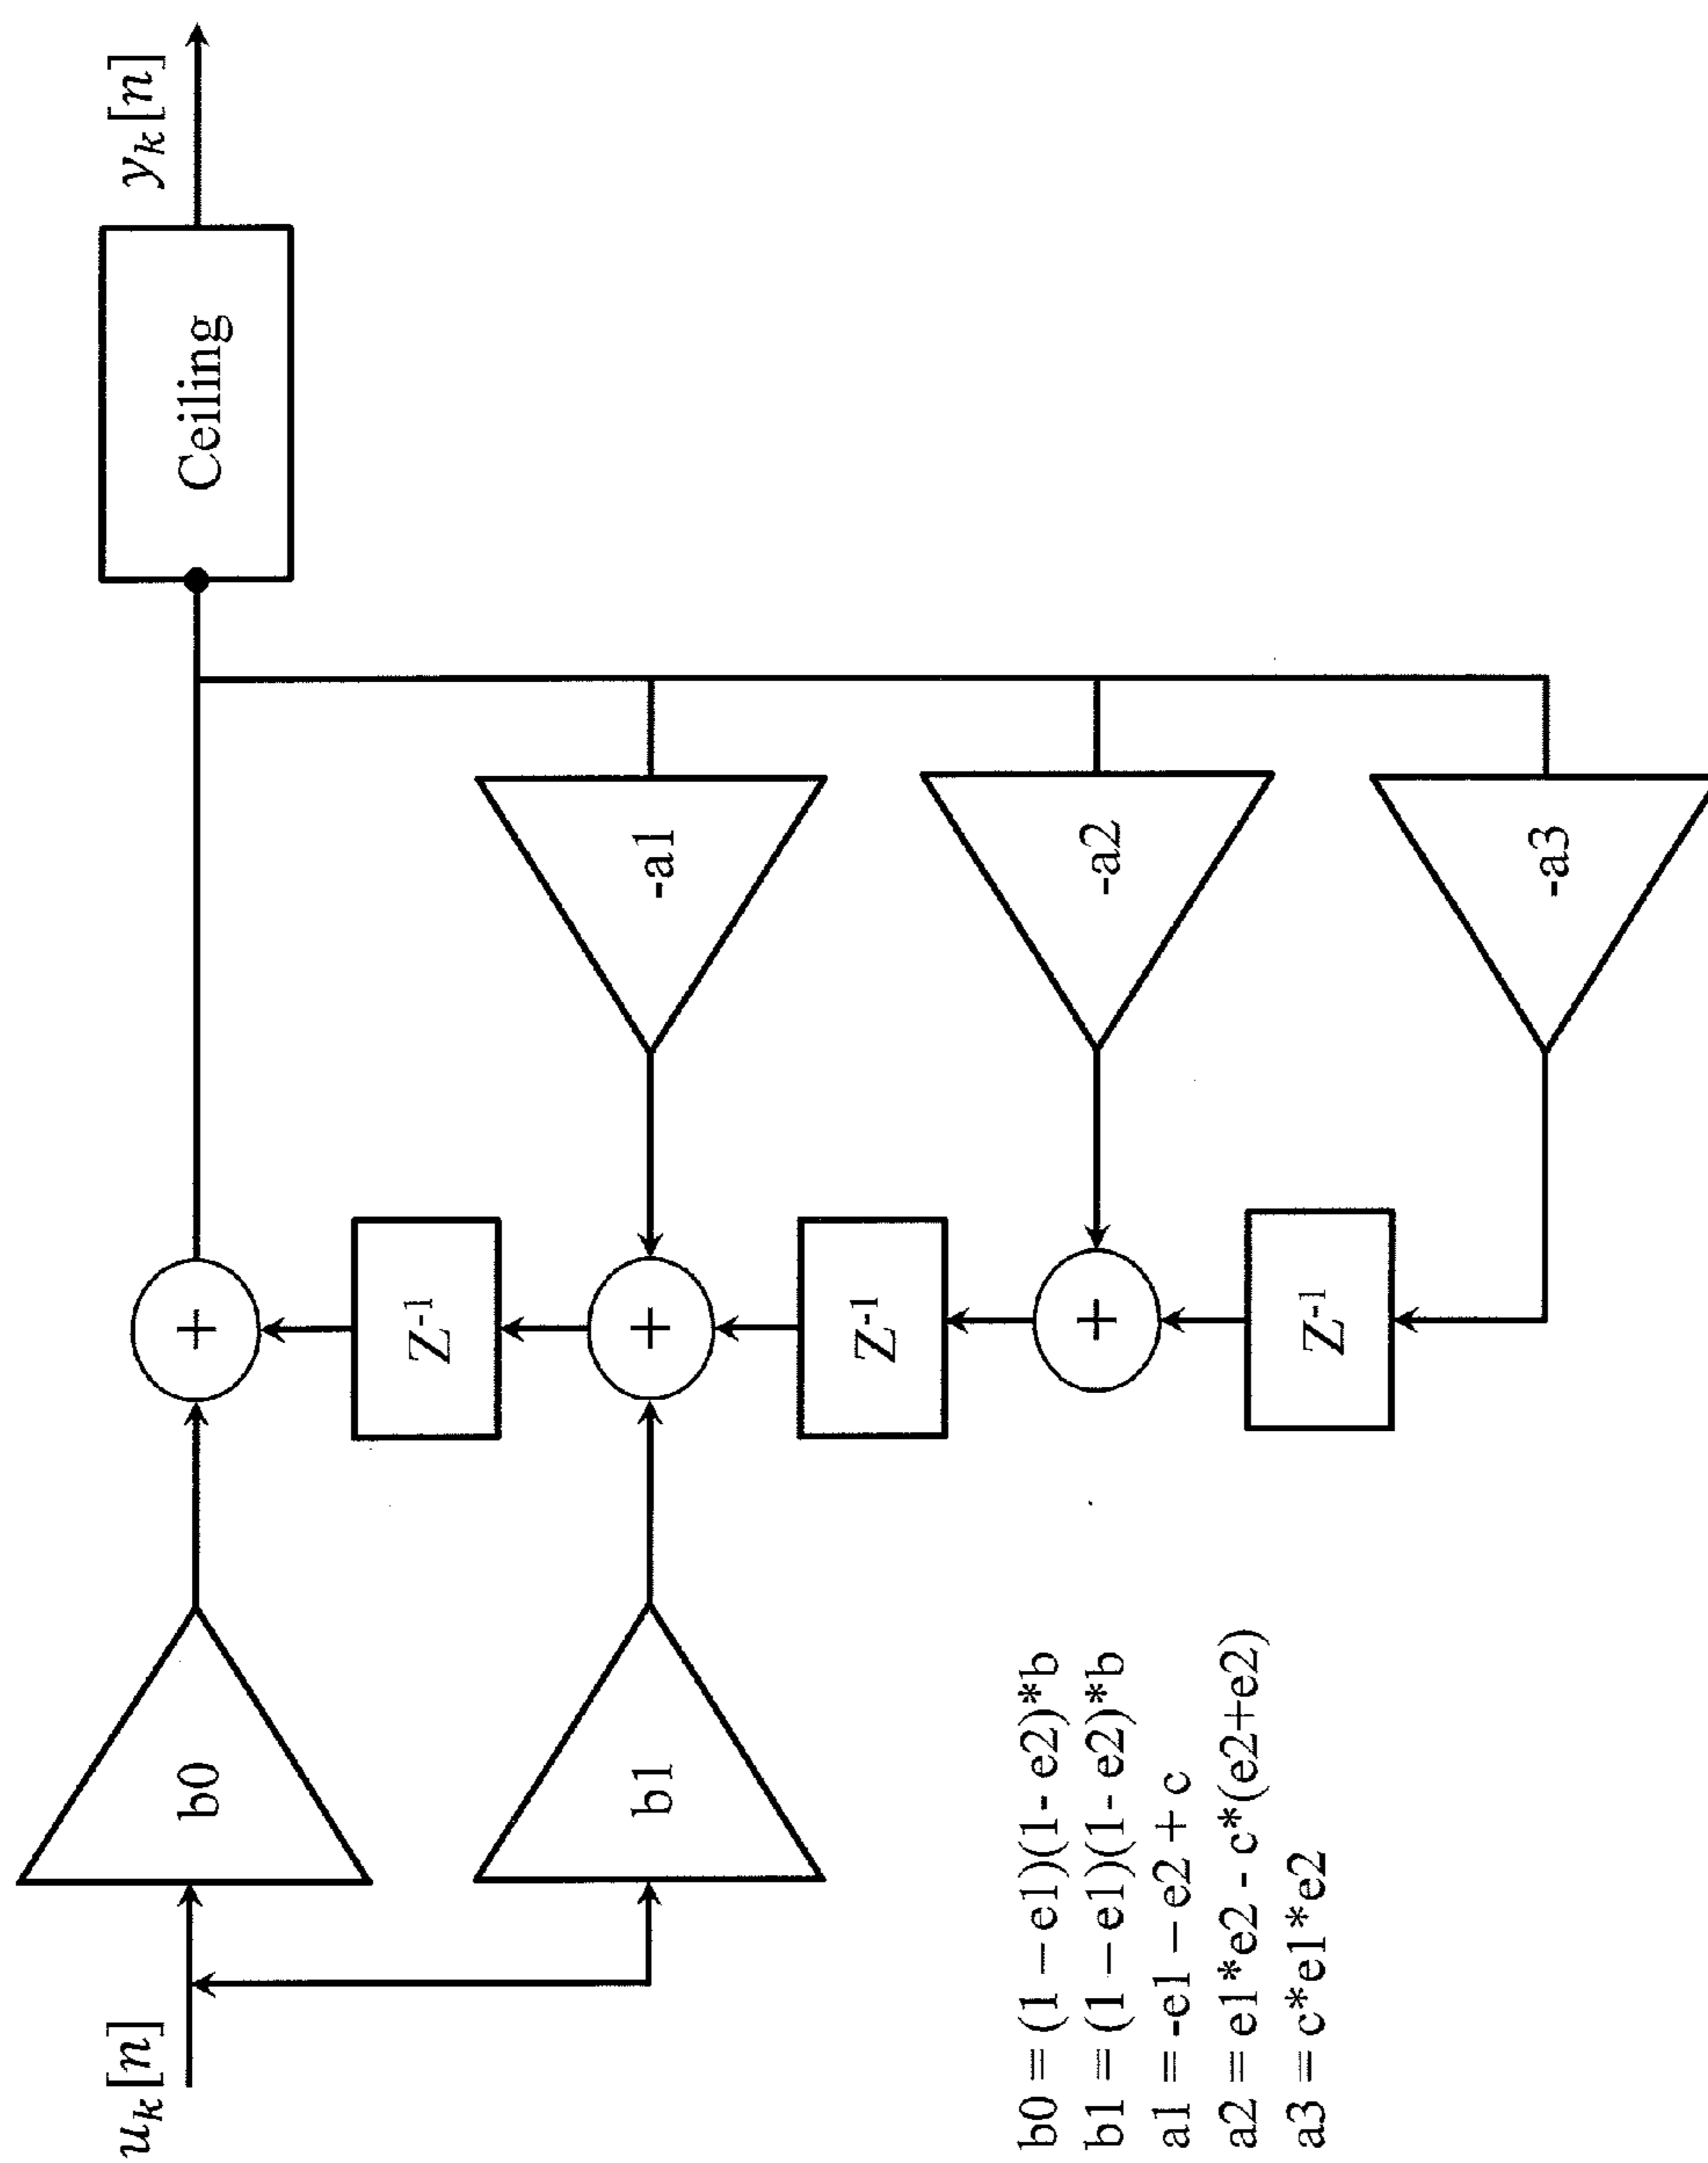 u_k[n]
b0
b1
+
+
+
Z⁻¹
Z⁻¹
Z⁻¹
-a1
-a2
-a3
Ceiling
y_k[n]
b0 = (1 – e1)(1- e2)*b
b1 = (1 – e1)(1- e2)*b
a1 = -e1 – e2 + c
a2 = e1*e2 - c*(e2+e2)
a3 = c*e1*e2